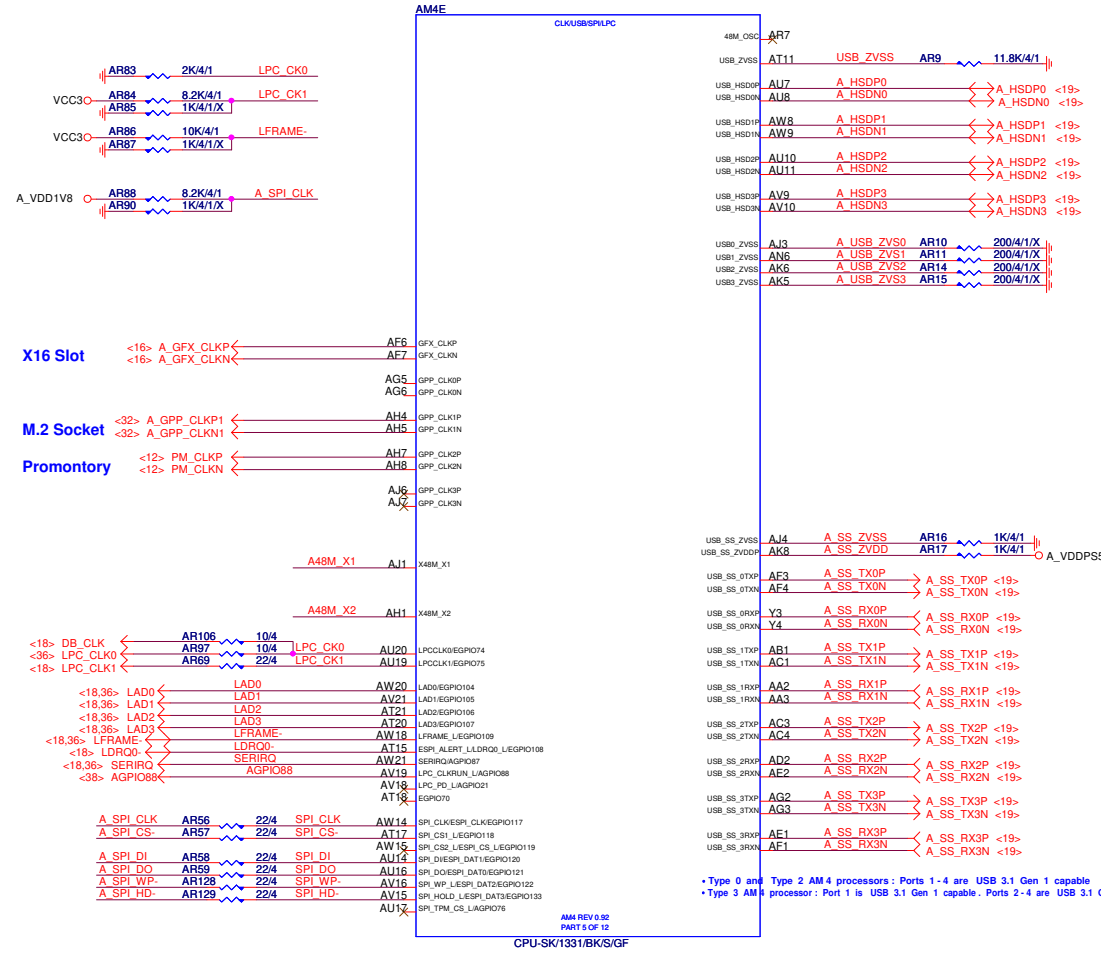 AM4E
CLK/USB/SPI/LPC
AR83 2K/4/1 LPC_CK0
VCC3 AR84 8.2K/4/1 LPC_CK1
AR85 1K/4/1/X
VCC3 AR86 10K/4/1 LFRAME-
AR87 1K/4/1/X
A_VDD1V8 AR88 8.2K/4/1 A_SPI_CLK
AR90 1K/4/1/X
X16 Slot
<16> A_GFX_CLKP AF6 GFX_CLKP
<16> A_GFX_CLKN AF7 GFX_CLKN
AG5 GPP_CLK0P
AG6 GPP_CLK0N
M.2 Socket
<32> A_GPP_CLKP1 AH4 GPP_CLK1P
<32> A_GPP_CLKN1 AH5 GPP_CLK1N
Promontory
<12> PM_CLKP AH7 GPP_CLK2P
<12> PM_CLKN AH8 GPP_CLK2N
AJ6 GPP_CLK3P
AJ7 GPP_CLK3N
A48M_X1 AJ1 X48M_X1
A48M_X2 AH1 X48M_X2
<18> DB_CLK AR106 10/4
<36> LPC_CLK0 AR97 10/4 LPC_CK0 AU20 LPCCLK0/EGPIO74
<18> LPC_CLK1 AR69 22/4 LPC_CK1 AU19 LPCCLK1/EGPIO75
<18,36> LAD0 LAD0 AW20 LAD0/EGPIO104
<18,36> LAD1 LAD1 AV21 LAD1/EGPIO105
<18,36> LAD2 LAD2 AT21 LAD2/EGPIO106
<18,36> LAD3 LAD3 AT20 LAD3/EGPIO107
<18,36> LFRAME- LFRAME- AW18 LFRAME_L/EGPIO109
<18> LDRQ0- LDRQ0- AT15 ESPI_ALERT_L/LDRQ0_L/EGPIO108
<18,36> SERIRQ SERIRQ AW21 SERIRQ/AGPIO87
<38> AGPIO88 AGPIO88 AV19 LPC_CLKRUN_L/AGPIO88
AV18 LPC_PD_L/AGPIO21
AT18 EGPIO70
A_SPI_CLK AR56 22/4 SPI_CLK AW14 SPI_CLK/ESPI_CLK/EGPIO117
A_SPI_CS- AR57 22/4 SPI_CS- AT17 SPI_CS1_L/EGPIO118
AW15 SPI_CS2_L/ESPI_CS_L/EGPIO119
A_SPI_DI AR58 22/4 SPI_DI AU14 SPI_DI/ESPI_DAT1/EGPIO120
A_SPI_DO AR59 22/4 SPI_DO AU16 SPI_DO/ESPI_DAT0/EGPIO121
A_SPI_WP- AR128 22/4 SPI_WP- AV16 SPI_WP_L/ESPI_DAT2/EGPIO122
A_SPI_HD- AR129 22/4 SPI_HD- AV15 SPI_HOLD_L/ESPI_DAT3/EGPIO133
AU17 SPI_TPM_CS_L/AGPIO76
48M_OSC AR7
USB_ZVSS AT11 USB_ZVSS AR9 11.8K/4/1
USB_HSD0P AU7 A_HSDP0 A_HSDP0 <19>
USB_HSD0N AU8 A_HSDN0 A_HSDN0 <19>
USB_HSD1P AW8 A_HSDP1 A_HSDP1 <19>
USB_HSD1N AW9 A_HSDN1 A_HSDN1 <19>
USB_HSD2P AU10 A_HSDP2 A_HSDP2 <19>
USB_HSD2N AU11 A_HSDN2 A_HSDN2 <19>
USB_HSD3P AV9 A_HSDP3 A_HSDP3 <19>
USB_HSD3N AV10 A_HSDN3 A_HSDN3 <19>
USB0_ZVSS AJ3 A_USB_ZVS0 AR10 200/4/1/X
USB1_ZVSS AN6 A_USB_ZVS1 AR11 200/4/1/X
USB2_ZVSS AK6 A_USB_ZVS2 AR14 200/4/1/X
USB3_ZVSS AK5 A_USB_ZVS3 AR15 200/4/1/X
USB_SS_ZVSS AJ4 A_SS_ZVSS AR16 1K/4/1
USB_SS_ZVDDP AK8 A_SS_ZVDD AR17 1K/4/1 A_VDDPS5
USB_SS_0TXP AF3 A_SS_TX0P A_SS_TX0P <19>
USB_SS_0TXN AF4 A_SS_TX0N A_SS_TX0N <19>
USB_SS_0RXP Y3 A_SS_RX0P A_SS_RX0P <19>
USB_SS_0RXN Y4 A_SS_RX0N A_SS_RX0N <19>
USB_SS_1TXP AB1 A_SS_TX1P A_SS_TX1P <19>
USB_SS_1TXN AC1 A_SS_TX1N A_SS_TX1N <19>
USB_SS_1RXP AA2 A_SS_RX1P A_SS_RX1P <19>
USB_SS_1RXN AA3 A_SS_RX1N A_SS_RX1N <19>
USB_SS_2TXP AC3 A_SS_TX2P A_SS_TX2P <19>
USB_SS_2TXN AC4 A_SS_TX2N A_SS_TX2N <19>
USB_SS_2RXP AD2 A_SS_RX2P A_SS_RX2P <19>
USB_SS_2RXN AE2 A_SS_RX2N A_SS_RX2N <19>
USB_SS_3TXP AG2 A_SS_TX3P A_SS_TX3P <19>
USB_SS_3TXN AG3 A_SS_TX3N A_SS_TX3N <19>
USB_SS_3RXP AE1 A_SS_RX3P A_SS_RX3P <19>
USB_SS_3RXN AF1 A_SS_RX3N A_SS_RX3N <19>
• Type 0 and Type 2 AM4 processors: Ports 1-4 are USB 3.1 Gen 1 capable
• Type 3 AM4 processor: Port 1 is USB 3.1 Gen 1 capable. Ports 2-4 are USB 3.1
AM4 REV 0.92
PART 5 OF 12
CPU-SK/1331/BK/S/GF